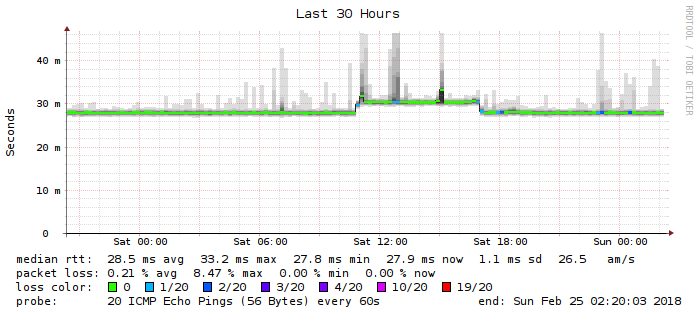 Last 30 Hours
RRDTOOL / TOBI OETIKER
Seconds
40 m
30 m
20 m
10 m
0
Sat 00:00 Sat 06:00 Sat 12:00 Sat 18:00 Sun 00:00
median rtt: 28.5 ms avg 33.2 ms max 27.8 ms min 27.9 ms now 1.1 ms sd 26.5 am/s
packet loss: 0.21 % avg 8.47 % max 0.00 % min 0.00 % now
loss color: 0 1/20 2/20 3/20 4/20 10/20 19/20
probe: 20 ICMP Echo Pings (56 Bytes) every 60s end: Sun Feb 25 02:20:03 2018